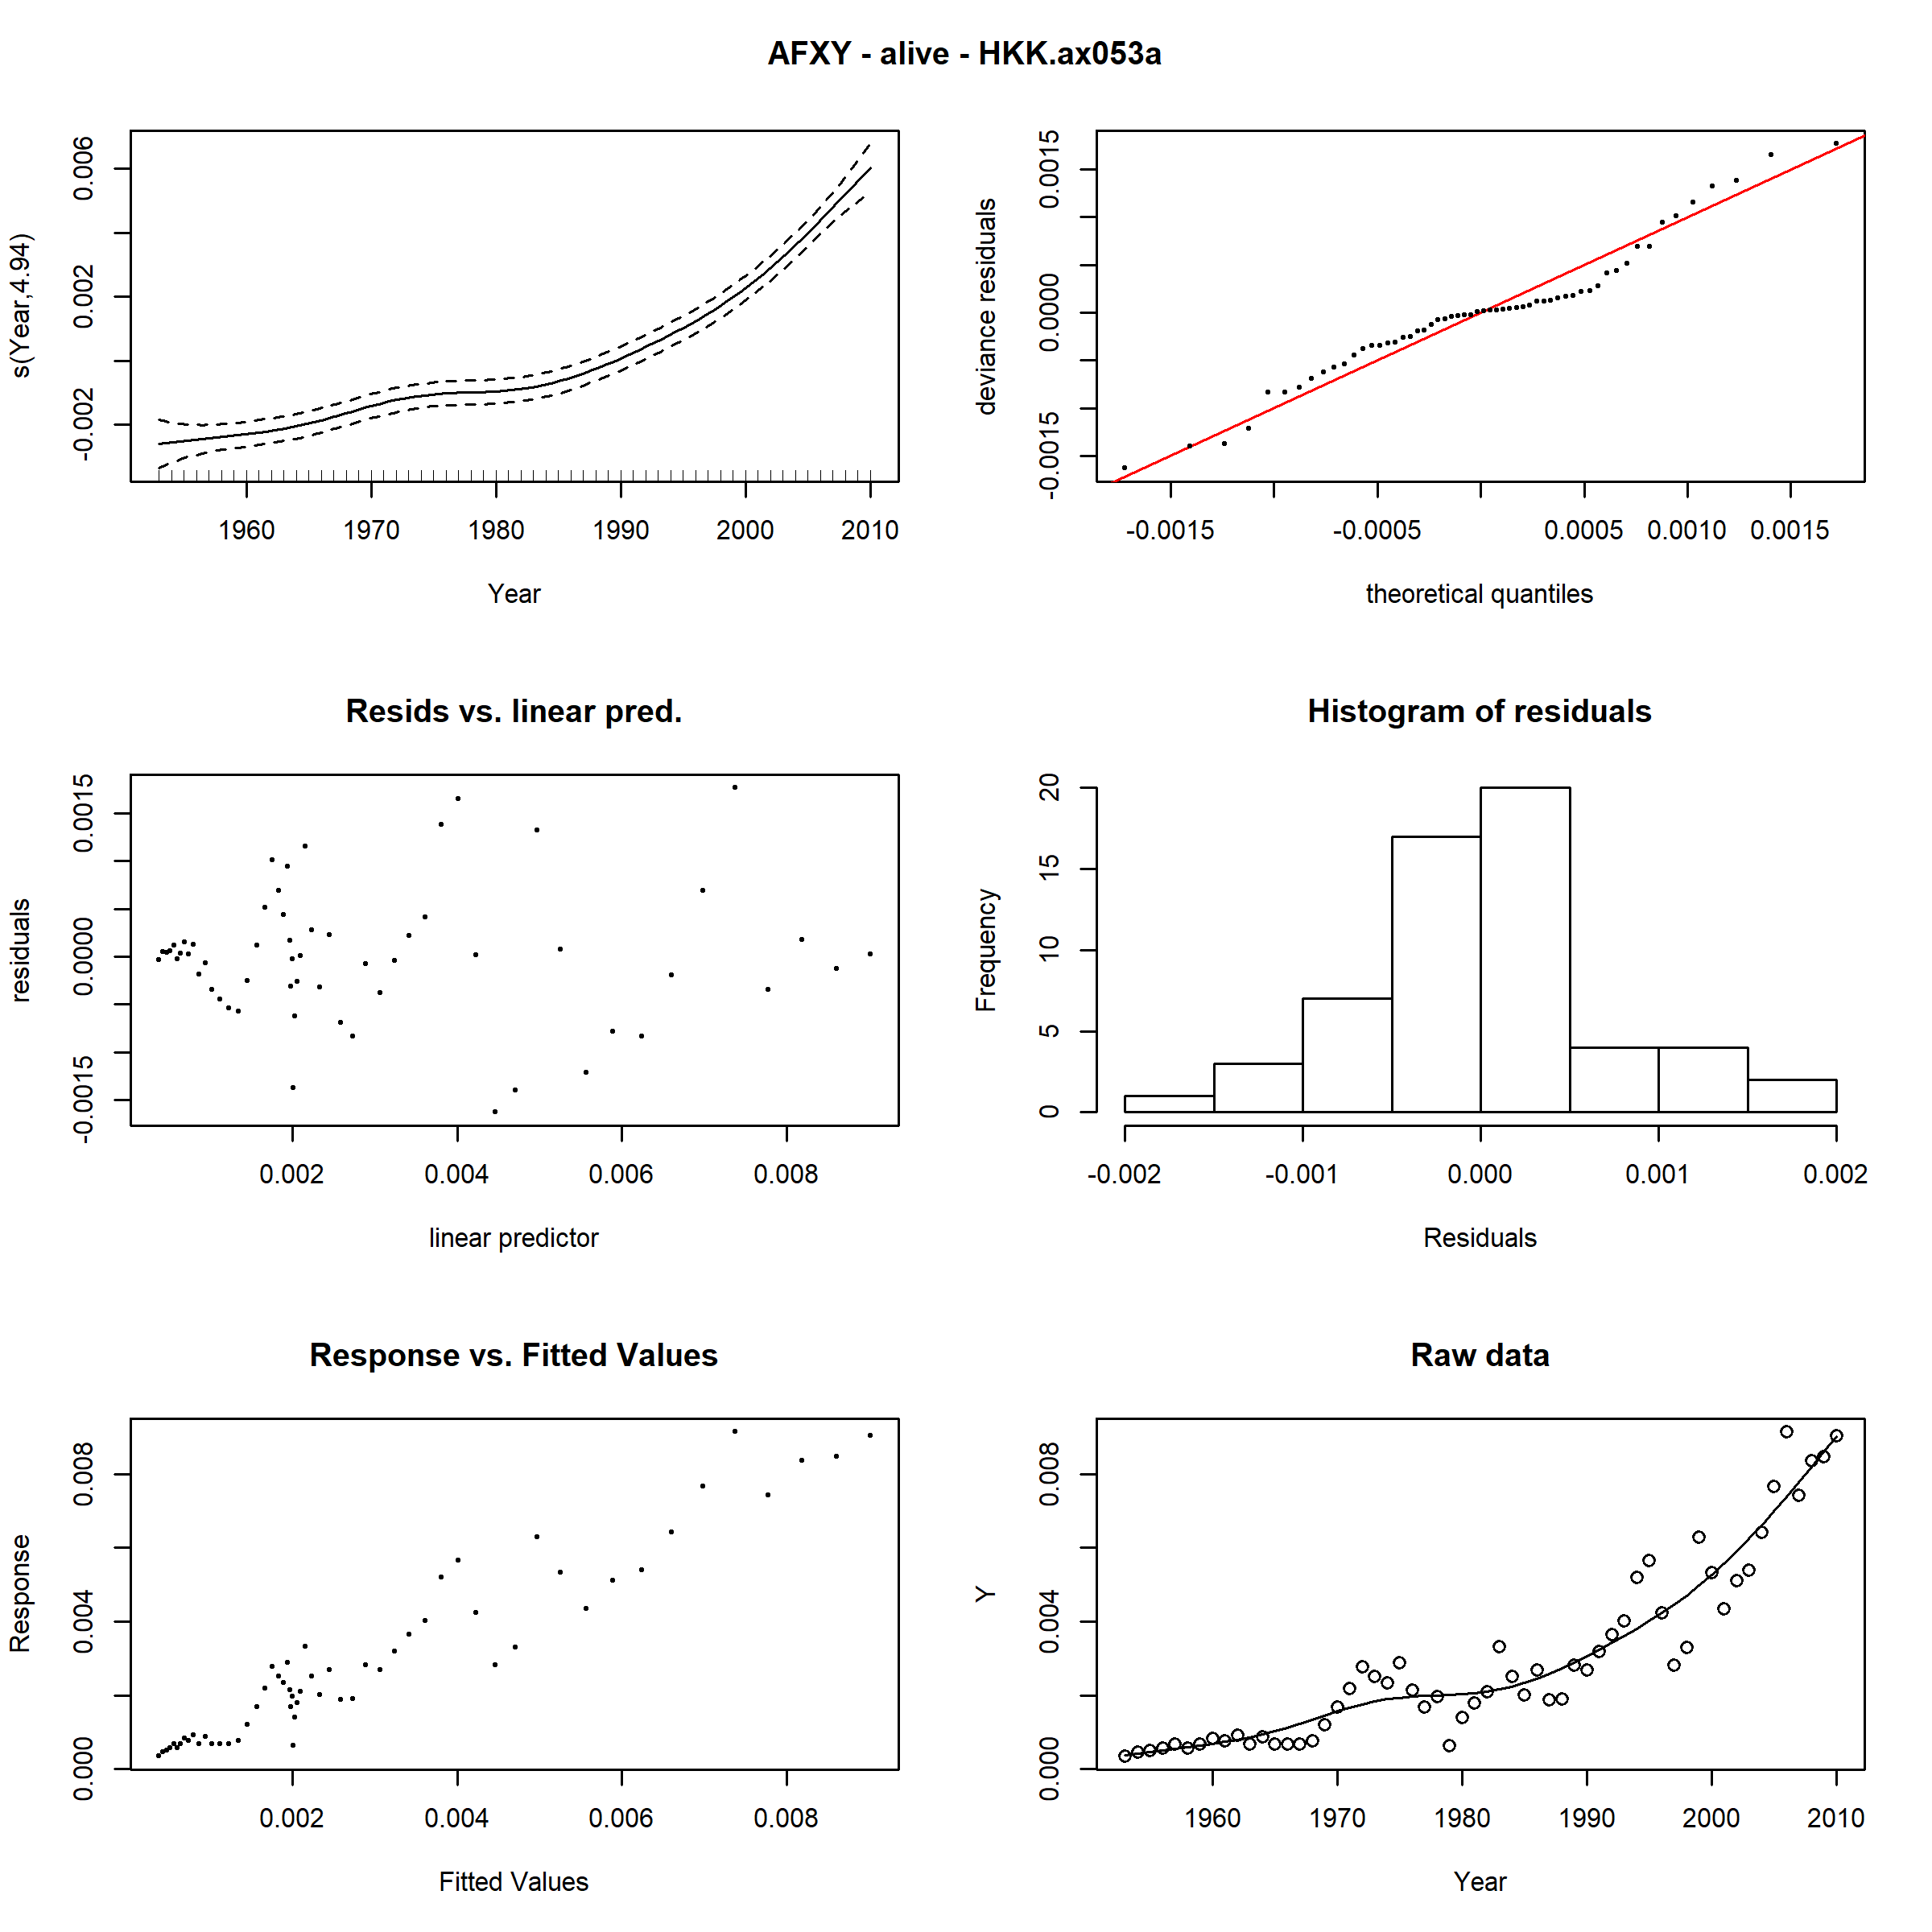 AFXY - alive - HKK.ax053a
s(Year,4.94)
-0.002 0.002 0.006
1960 1970 1980 1990 2000 2010
Year
deviance residuals
-0.0015 0.0000 0.0015
-0.0015 -0.0005 0.0005 0.0010 0.0015
theoretical quantiles
Resids vs. linear pred.
residuals
-0.0015 0.0000 0.0015
0.002 0.004 0.006 0.008
linear predictor
Histogram of residuals
Frequency
0 5 10 15 20
-0.002 -0.001 0.000 0.001 0.002
Residuals
Response vs. Fitted Values
Response
0.000 0.004 0.008
0.002 0.004 0.006 0.008
Fitted Values
Raw data
Y
0.000 0.004 0.008
1960 1970 1980 1990 2000 2010
Year